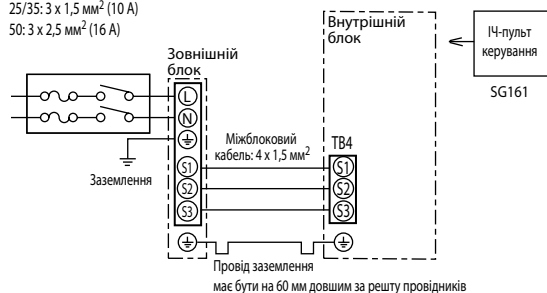 25/35: 3 x 1,5 мм² (10 А)
50: 3 x 2,5 мм² (16 А)
Зовнішній
блок
Внутрішній
блок
ІЧ-пульт
керування
SG161
L
N
Заземлення
Міжблоковий
кабель: 4 x 1,5 мм²
TB4
S1
S2
S3
S1
S2
S3
Провід заземлення
має бути на 60 мм довшим за решту провідників